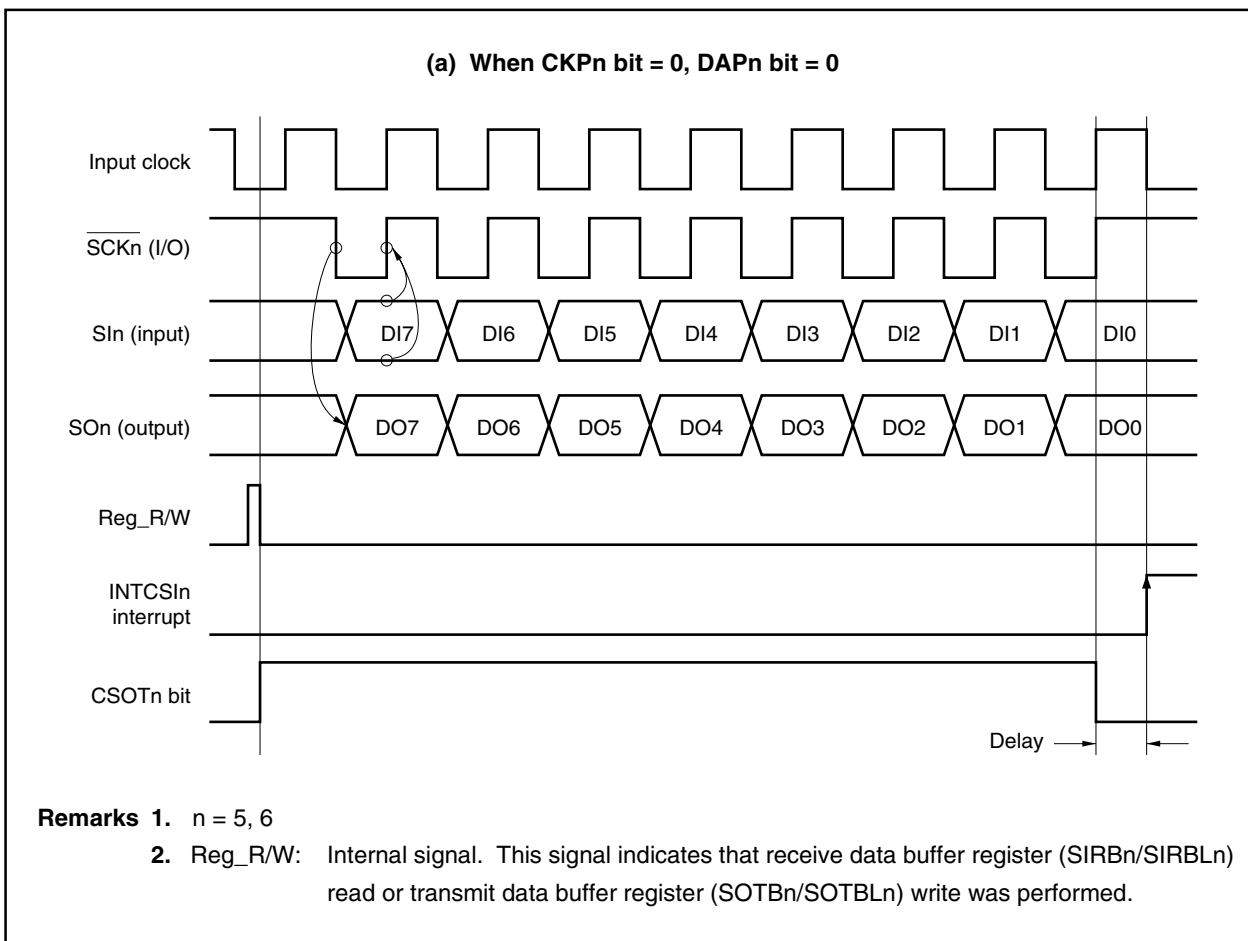 (a) When CKPn bit = 0, DAPn bit = 0
Input clock
SCKn (I/O)
SIn (input)
DI7 DI6 DI5 DI4 DI3 DI2 DI1 DI0
SOn (output)
DO7 DO6 DO5 DO4 DO3 DO2 DO1 DO0
Reg_R/W
INTCSIn
interrupt
CSOTn bit
Delay
Remarks 1. n = 5, 6
2. Reg_R/W: Internal signal. This signal indicates that receive data buffer register (SIRBn/SIRBLn)
read or transmit data buffer register (SOTBn/SOTBLn) write was performed.